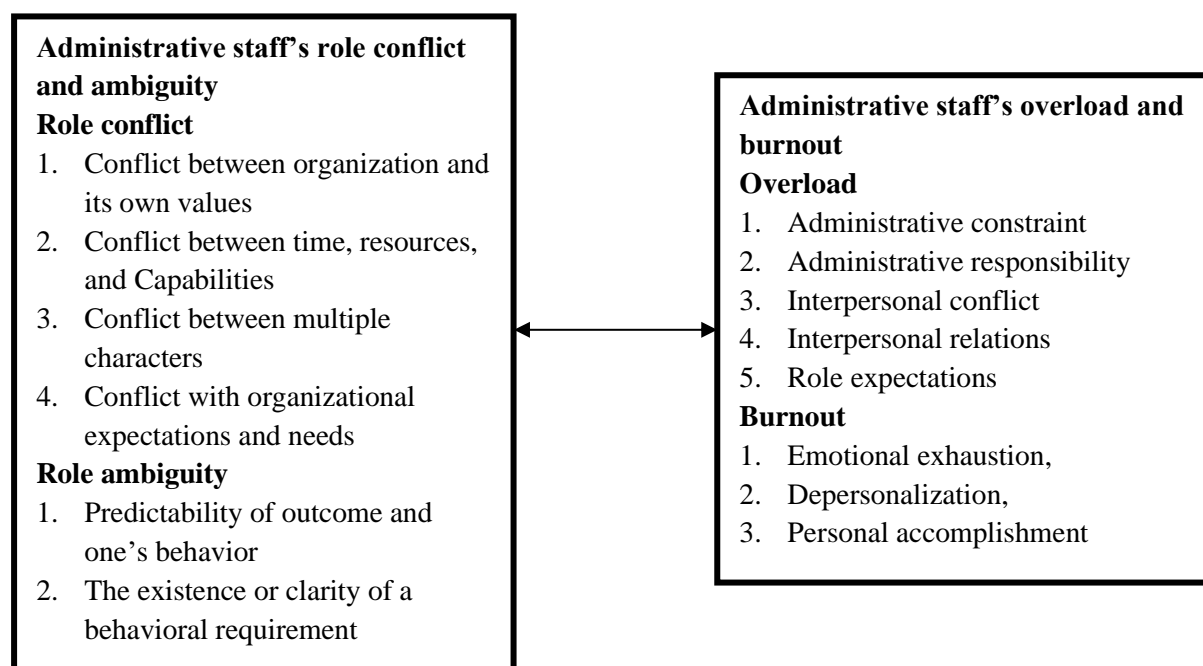 Administrative staff’s role conflict
and ambiguity
Role conflict
1. Conflict between organization and
its own values
2. Conflict between time, resources,
and Capabilities
3. Conflict between multiple
characters
4. Conflict with organizational
expectations and needs
Role ambiguity
1. Predictability of outcome and
one’s behavior
2. The existence or clarity of a
behavioral requirement
Administrative staff’s overload and
burnout
Overload
1. Administrative constraint
2. Administrative responsibility
3. Interpersonal conflict
4. Interpersonal relations
5. Role expectations
Burnout
1. Emotional exhaustion,
2. Depersonalization,
3. Personal accomplishment